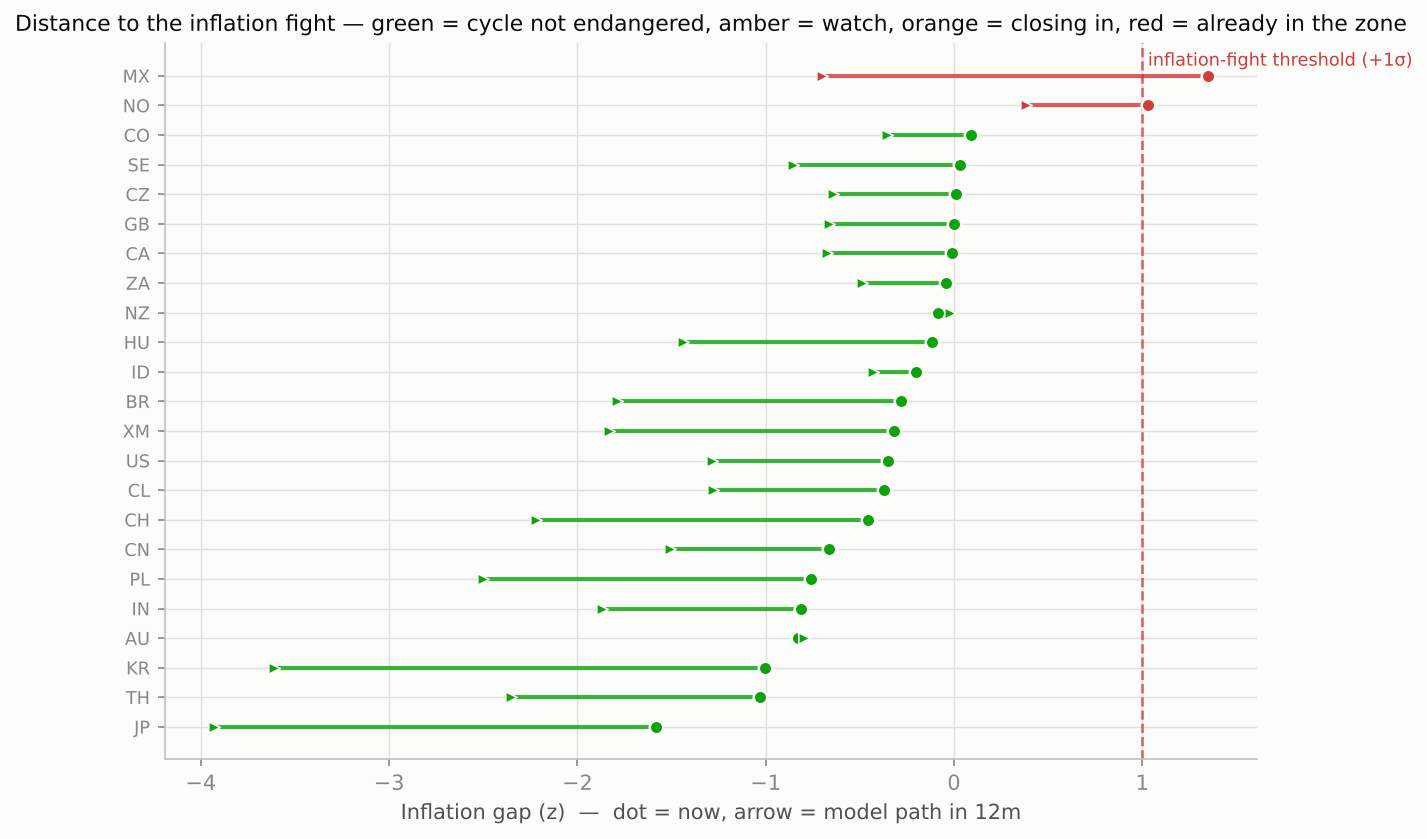 Distance to the inflation fight — green = cycle not endangered, amber = watch, orange = closing in, red = already in the zone
inflation-fight threshold (+1σ)
MX
NO
CO
SE
CZ
GB
CA
ZA
NZ
HU
ID
BR
XM
US
CL
CH
CN
PL
IN
AU
KR
TH
JP
−4 −3 −2 −1 0 1
Inflation gap (z) — dot = now, arrow = model path in 12m